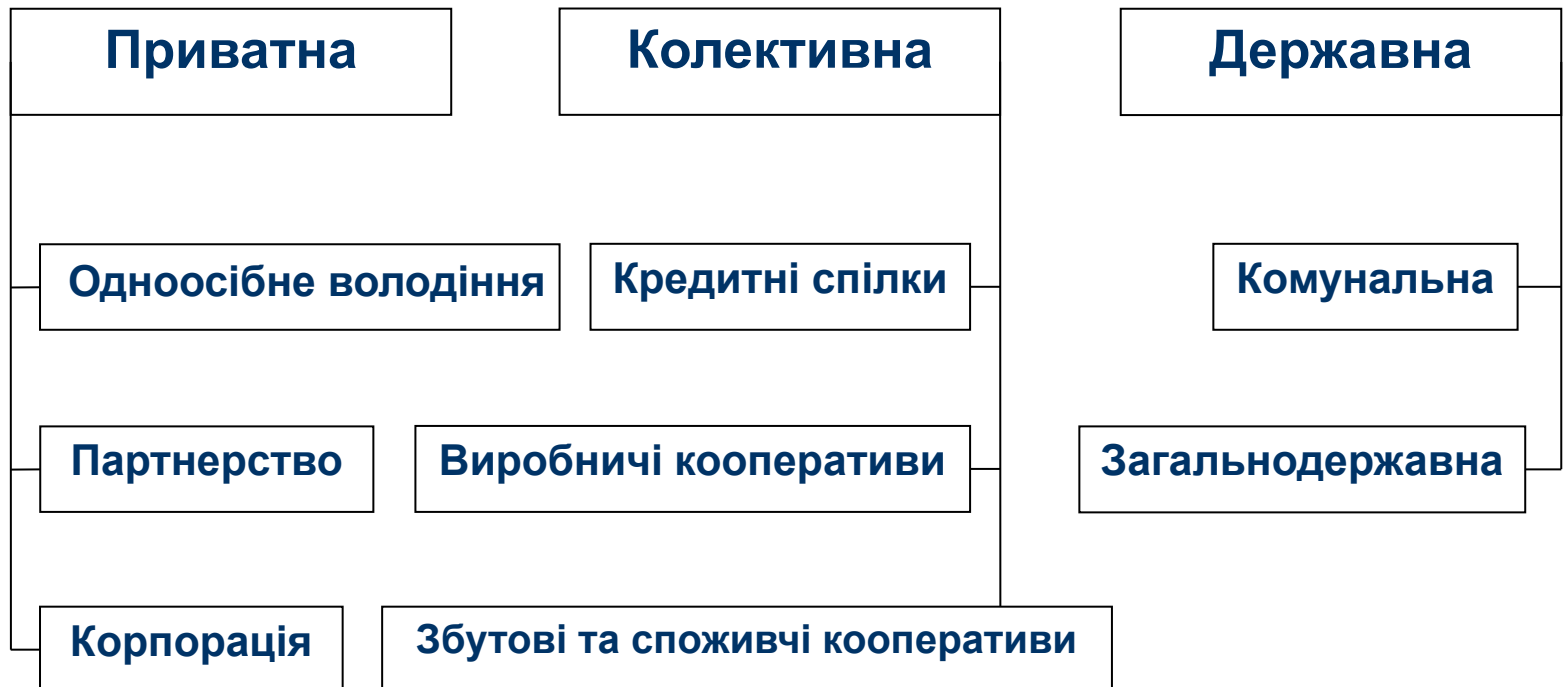 Приватна
Колективна
Державна
Одноосібне володіння
Кредитні спілки
Комунальна
Партнерство
Виробничі кооперативи
Загальнодержавна
Корпорація
Збутові та споживчі кооперативи